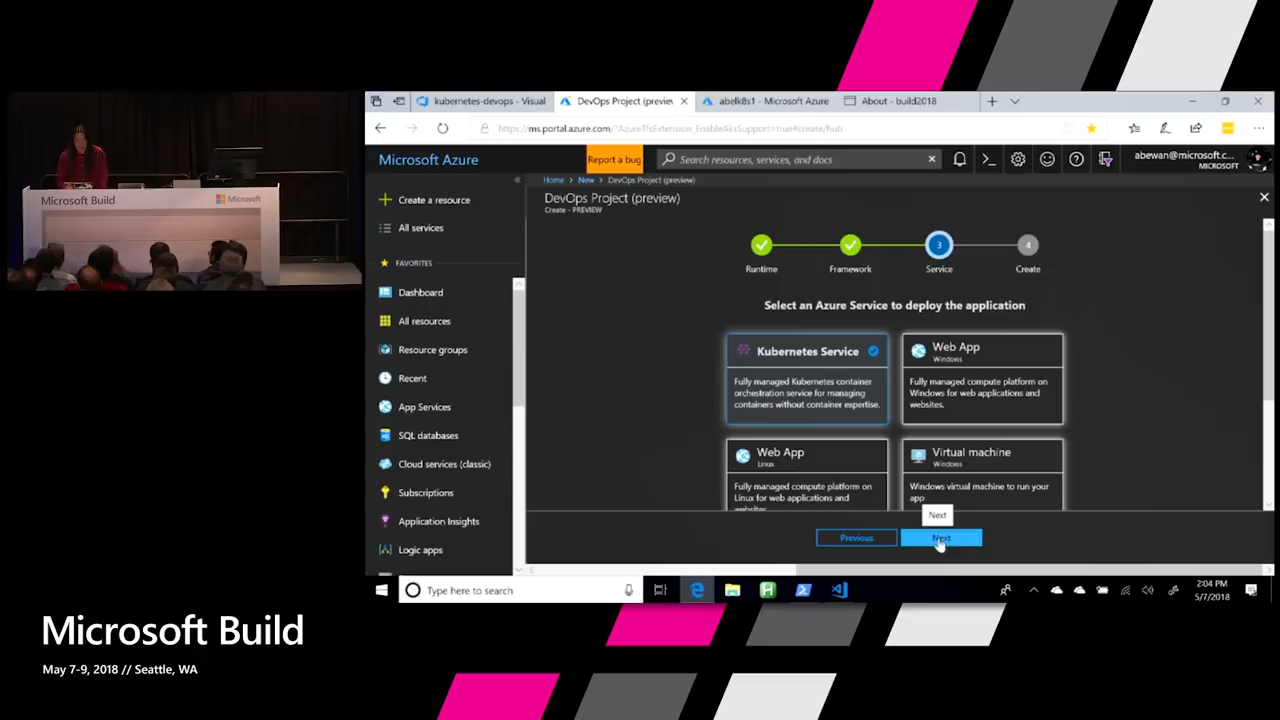 Microsoft Build
Microsoft
kubernetes-devops - Visual
DevOps Project (previe
abelk8s1 - Microsoft Azure
About - build2018
https://ms.portal.azure.com/?AzureTfsExtension_EnableAksSupport=true#create/hub
Microsoft Azure
Report a bug
Search resources, services, and docs
abewan@microsoft.c...
MICROSOFT
Create a resource
All services
FAVORITES
Dashboard
All resources
Resource groups
Recent
App Services
SQL databases
Cloud services (classic)
Subscriptions
Application Insights
Logic apps
Home > New > DevOps Project (preview)
DevOps Project (preview)
Create - PREVIEW
3
4
Runtime
Framework
Service
Create
Select an Azure Service to deploy the application
Kubernetes Service
Fully managed Kubernetes container
orchestration service for managing
containers without container expertise.
Web App
Windows
Fully managed compute platform on
Windows for web applications and
websites.
Web App
Linux
Fully managed compute platform on
Linux for web applications and
websites.
Virtual machine
Windows
Windows virtual machine to run your
app
Next
Previous
Next
Type here to search
2:04 PM
5/7/2018
Microsoft Build
May 7-9, 2018 // Seattle, WA